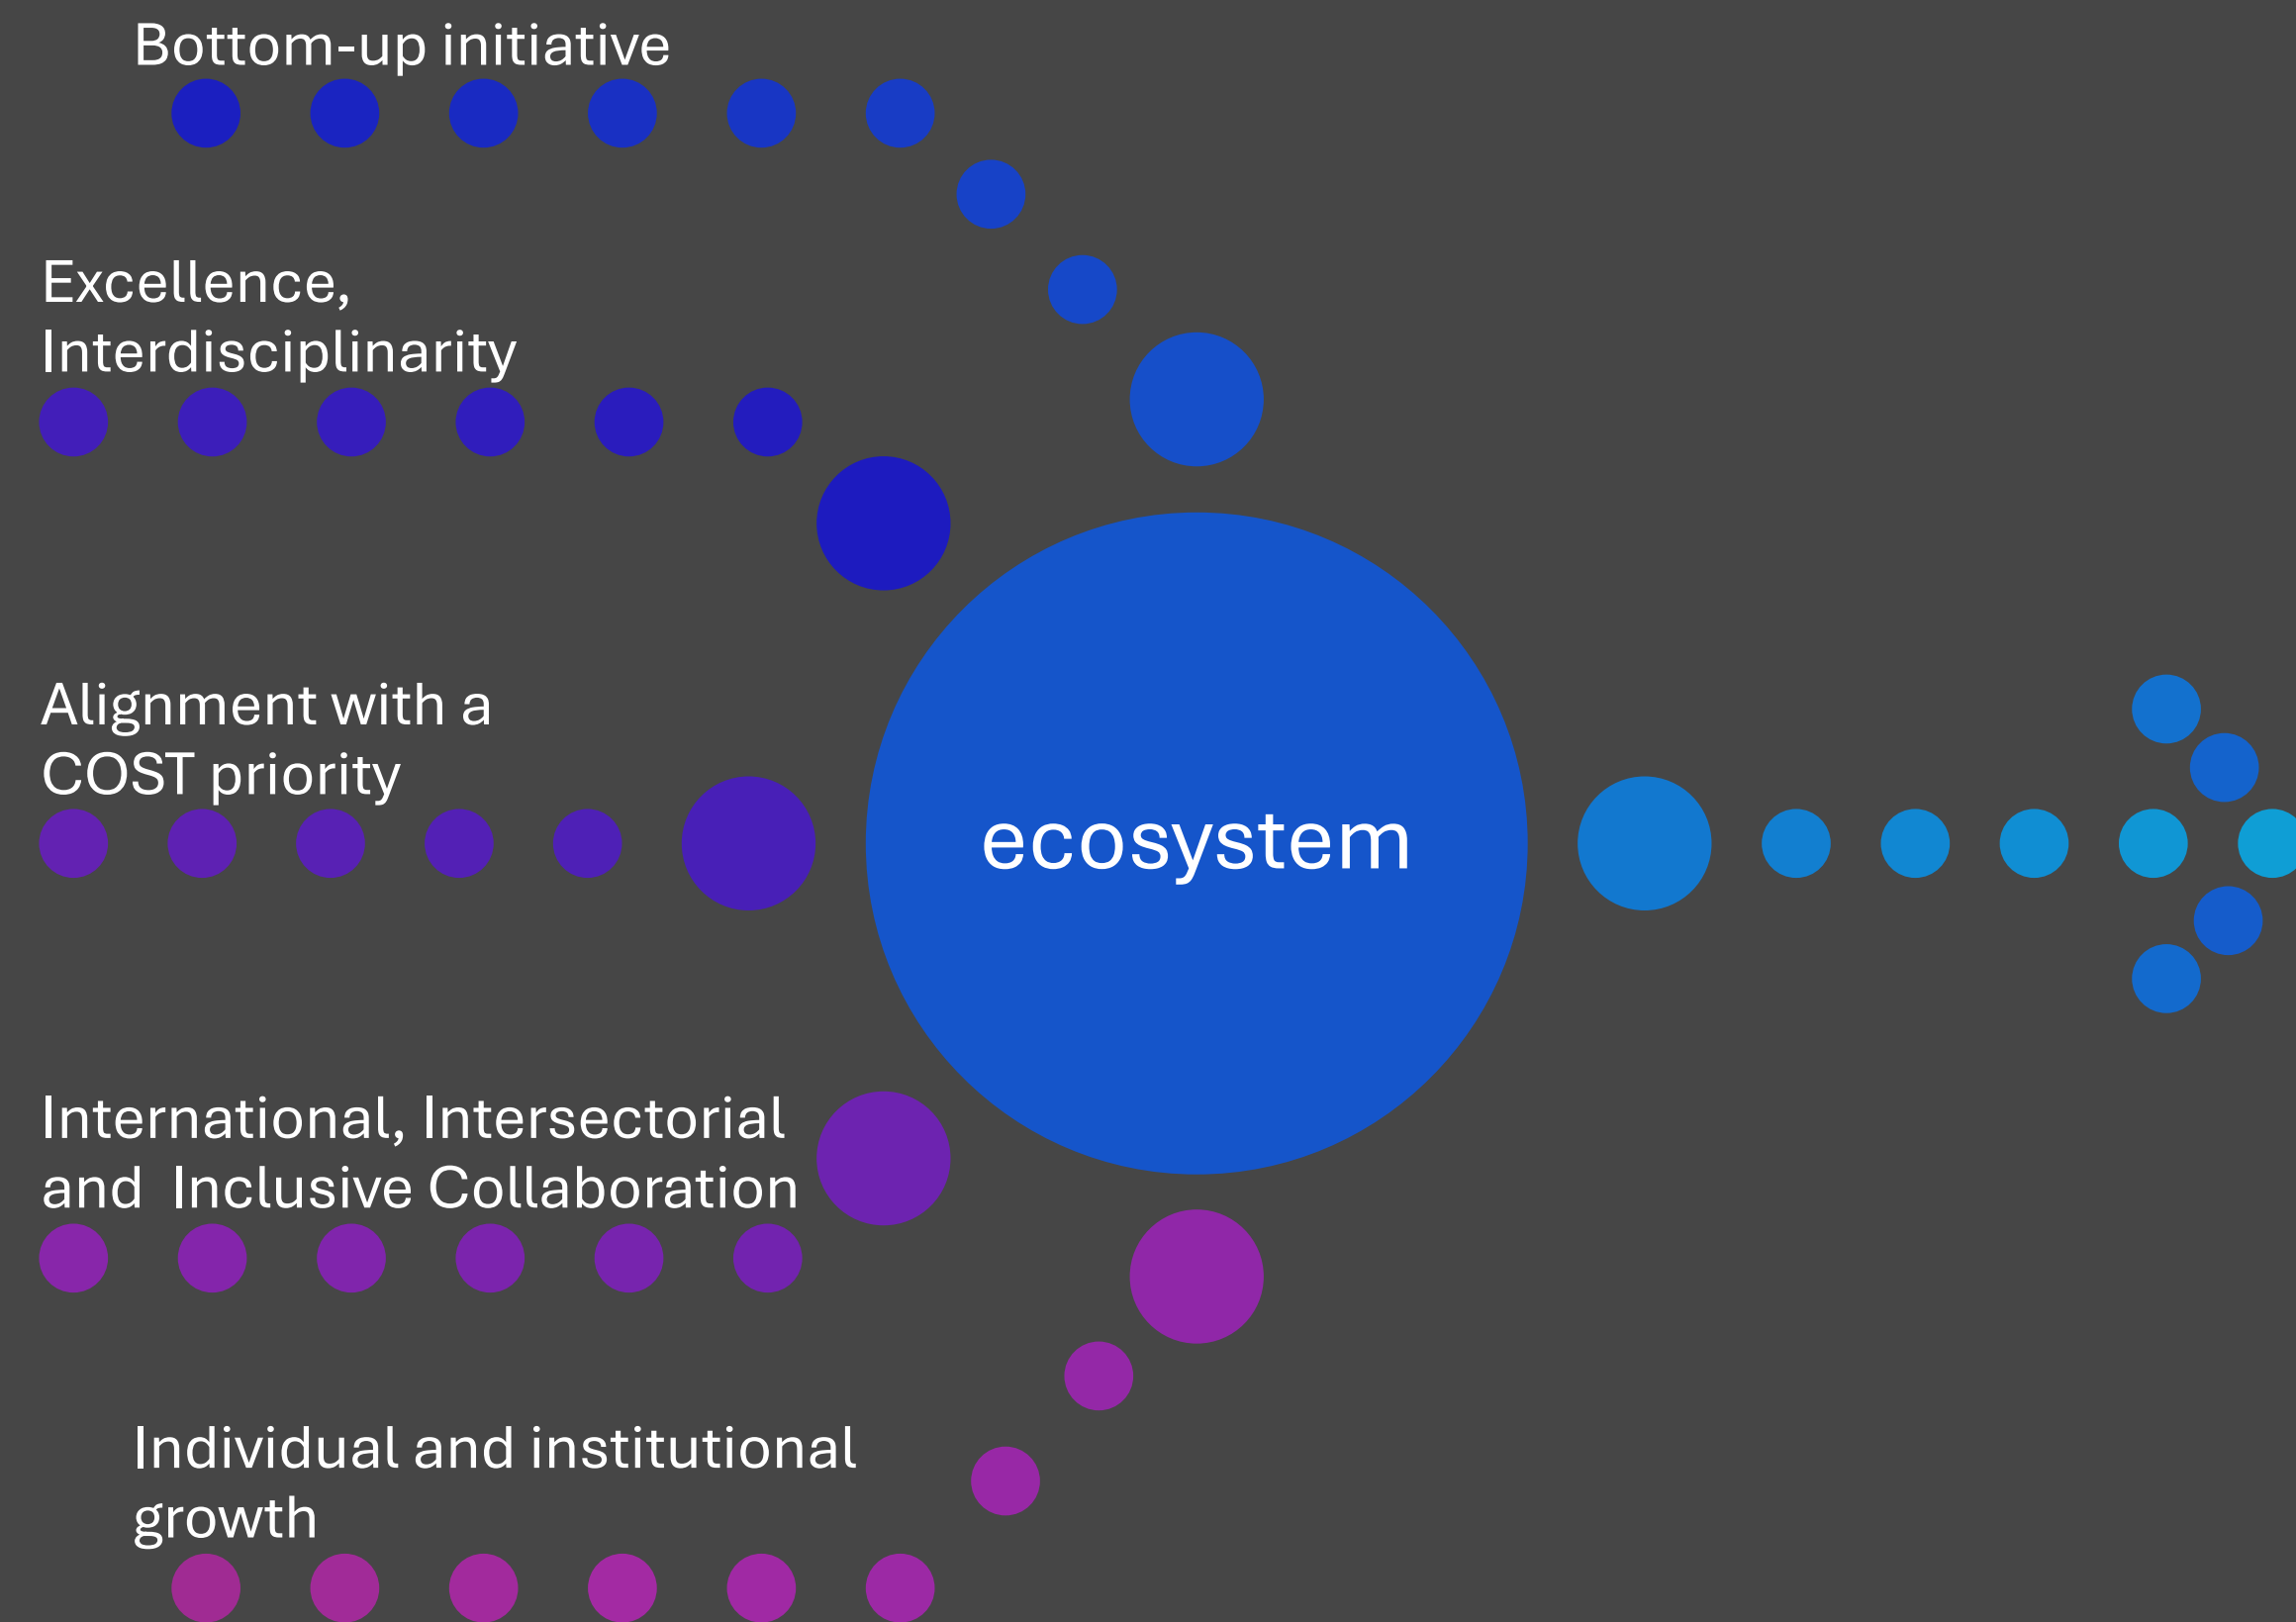 Bottom-up initiative
Excellence,
Interdisciplinarity
Alignment with a
COST priority
ecosystem
International, Intersectorial
and  Inclusive Collaboration
Individual and institutional
growth